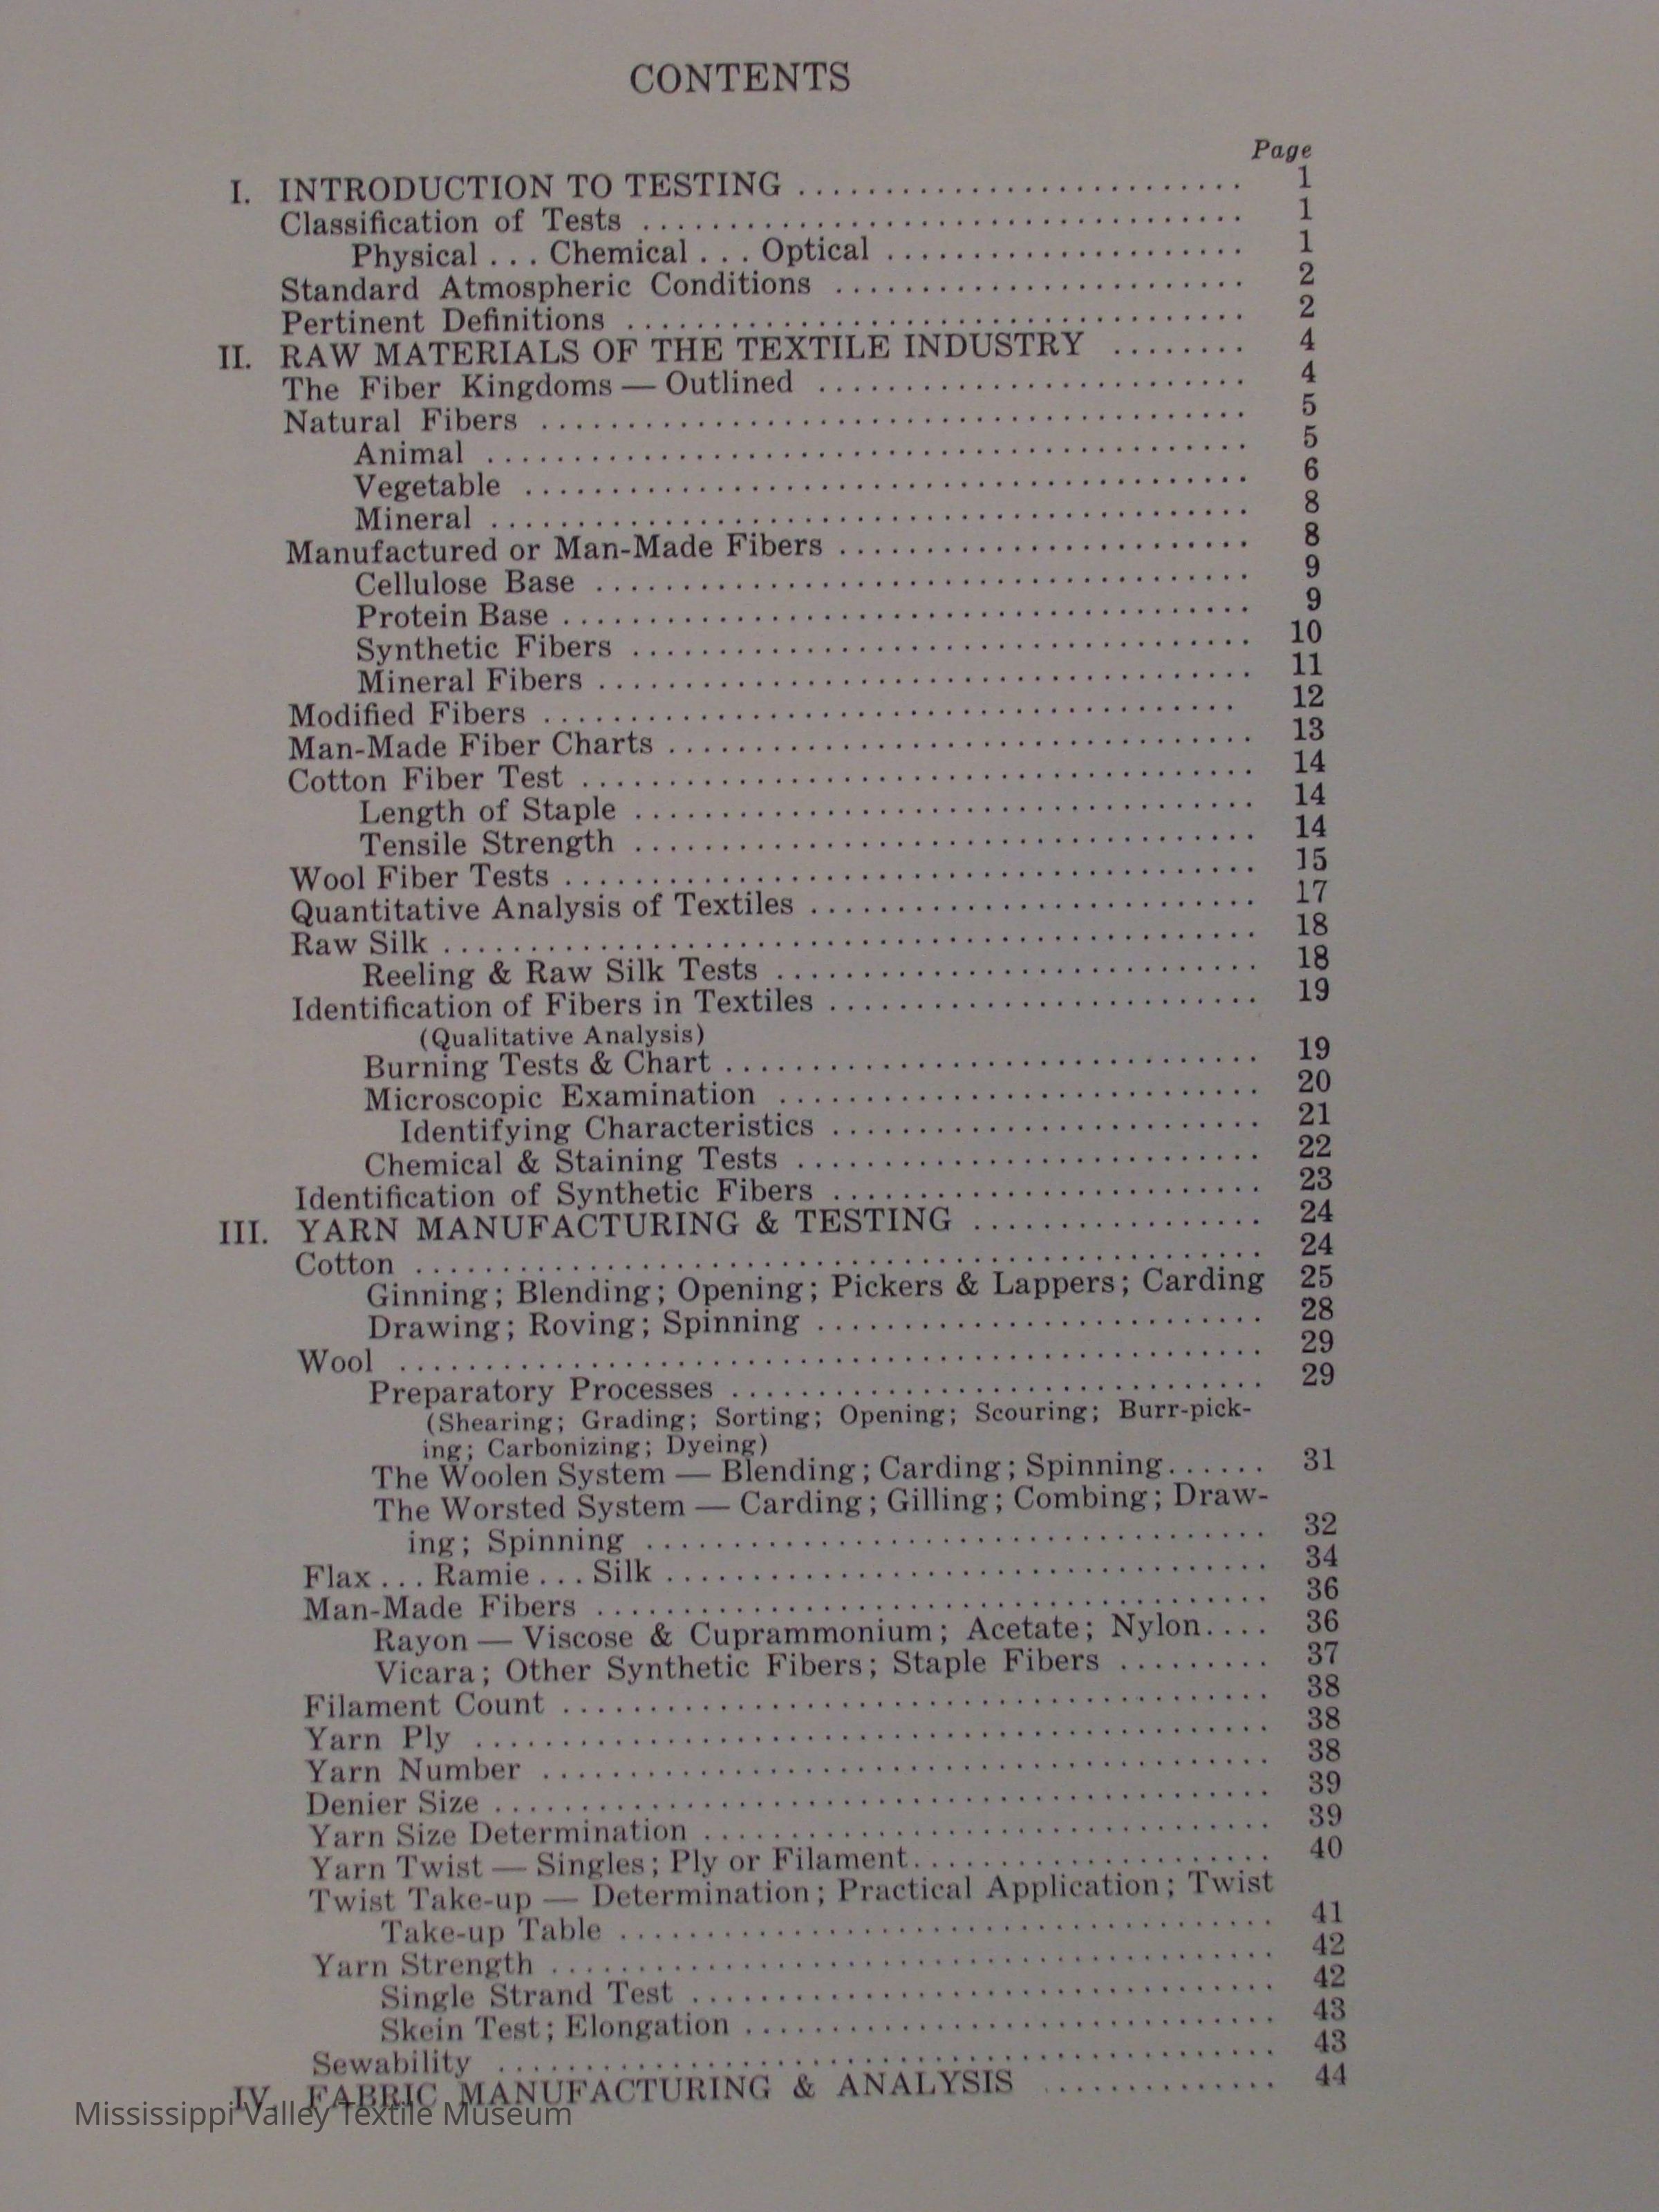 CONTENTS
Page
I. INTRODUCTION TO TESTING .......................... 1
Classification of Tests ................................... 1
Physical . . . Chemical . . . Optical ..................... 1
Standard Atmospheric Conditions ........................ 2
Pertinent Definitions .................................... 2
II. RAW MATERIALS OF THE TEXTILE INDUSTRY ........ 4
The Fiber Kingdoms — Outlined ......................... 4
Natural Fibers ......................................... 5
Animal ............................................ 5
Vegetable .......................................... 6
Mineral ............................................ 8
Manufactured or Man-Made Fibers ........................ 8
Cellulose Base ...................................... 9
Protein Base ........................................ 9
Synthetic Fibers .................................... 10
Mineral Fibers ...................................... 11
Modified Fibers ........................................ 12
Man-Made Fiber Charts .................................. 13
Cotton Fiber Test ....................................... 14
Length of Staple .................................... 14
Tensile Strength .................................... 14
Wool Fiber Tests ........................................ 15
Quantitative Analysis of Textiles .......................... 17
Raw Silk ............................................... 18
Reeling & Raw Silk Tests ............................ 18
Identification of Fibers in Textiles ......................... 19
(Qualitative Analysis)
Burning Tests & Chart ............................... 19
Microscopic Examination ............................ 20
Identifying Characteristics ......................... 21
Chemical & Staining Tests ........................... 22
Identification of Synthetic Fibers ......................... 23
III. YARN MANUFACTURING & TESTING ................. 24
Cotton ................................................. 24
Ginning; Blending; Opening; Pickers & Lappers; Carding 25
Drawing; Roving; Spinning .......................... 28
Wool .................................................. 29
Preparatory Processes ............................... 29
(Shearing; Grading; Sorting; Opening; Scouring; Burr-pick-
ing; Carbonizing; Dyeing)
The Woolen System — Blending; Carding; Spinning...... 31
The Worsted System — Carding; Gilling; Combing; Draw-
ing; Spinning .................................... 32
Flax . . . Ramie . . . Silk ................................... 34
Man-Made Fibers ....................................... 36
Rayon — Viscose & Cuprammonium; Acetate; Nylon.... 36
Vicara; Other Synthetic Fibers; Staple Fibers ......... 37
Filament Count ......................................... 38
Yarn Ply .............................................. 38
Yarn Number .......................................... 38
Denier Size ............................................. 39
Yarn Size Determination ................................. 39
Yarn Twist — Singles; Ply or Filament..................... 40
Twist Take-up — Determination; Practical Application; Twist
Take-up Table ...................................... 41
Yarn Strength .......................................... 42
Single Strand Test .................................. 42
Skein Test; Elongation ............................... 43
Sewability ............................................. 43
IV. FABRIC MANUFACTURING & ANALYSIS .............. 44
Mississippi Valley Textile Museum